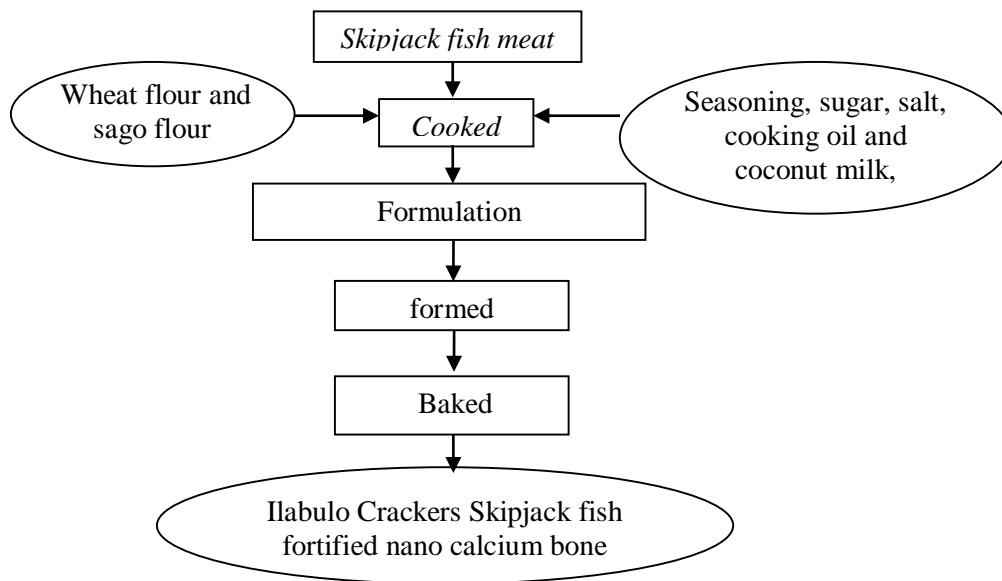 Skipjack fish meat
Wheat flour and
sago flour
Cooked
Seasoning, sugar, salt,
cooking oil and
coconut milk,
Formulation
formed
Baked
Ilabulo Crackers Skipjack fish
fortified nano calcium bone